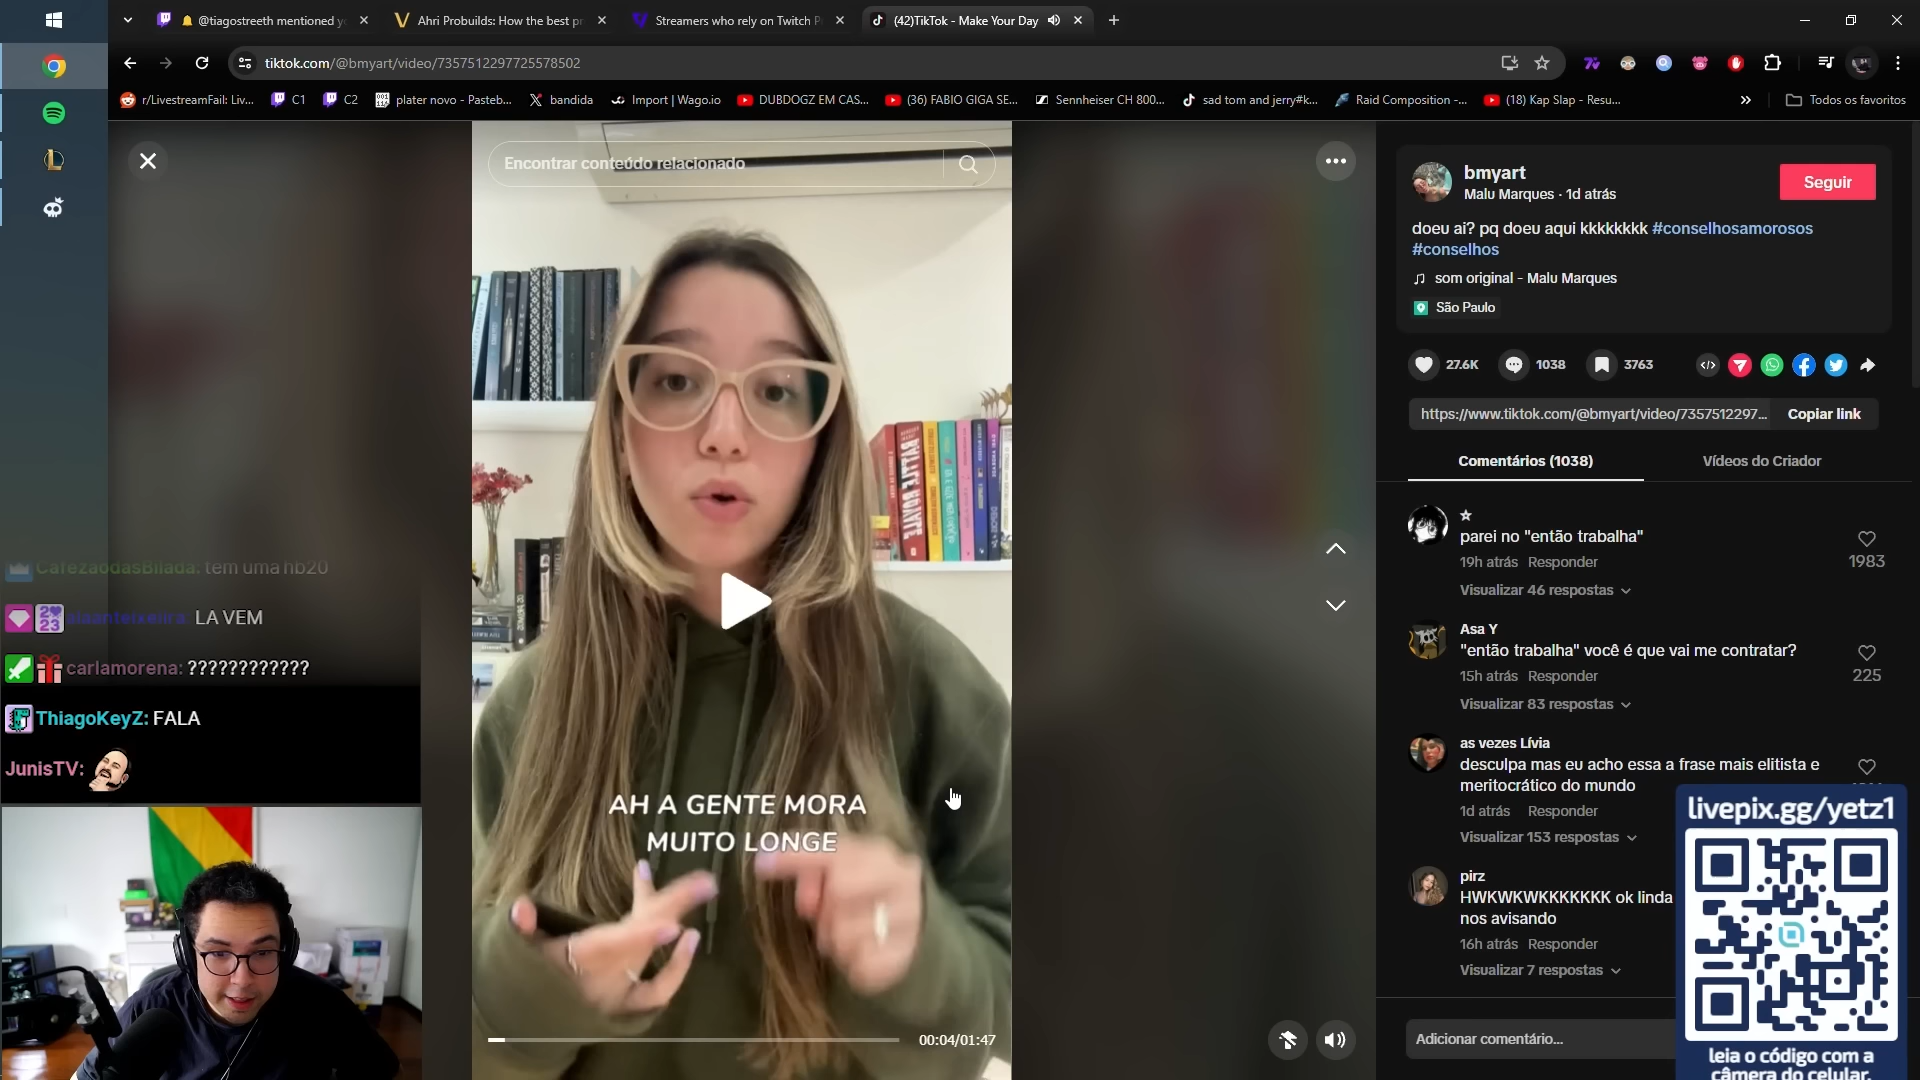 @tiagostreeth mentioned yo
Ahri Probuilds: How the best pr
Streamers who rely on Twitch P
(42)TikTok - Make Your Day
tiktok.com/@bmyart/video/7357512297725578502
r/LivestreamFail: Liv...
C1
C2
plater novo - Pasteb...
bandida
Import | Wago.io
DUBDOGZ EM CAS...
(36) FABIO GIGA SE...
Sennheiser CH 800...
sad tom and jerry#k...
Raid Composition -...
(18) Kap Slap - Resu...
Todos os favoritos
Encontrar conteúdo relacionado
AH A GENTE MORA
MUITO LONGE
00:04/01:47
BATTLE ROYALE
CafezaodasBilada: tem uma hb20
alaanteixeiira: LA VEM
carlamorena: ????????????
ThiagoKeyZ: FALA
JunisTV:
bmyart
Malu Marques · 1d atrás
Seguir
doeu ai? pq doeu aqui kkkkkkkk #conselhosamorosos
#conselhos
som original - Malu Marques
São Paulo
27.6K
1038
3763
https://www.tiktok.com/@bmyart/video/7357512297...
Copiar link
Comentários (1038)
Vídeos do Criador
parei no "então trabalha"
19h atrás Responder
1983
Visualizar 46 respostas
Asa Y
"então trabalha" você é que vai me contratar?
15h atrás Responder
225
Visualizar 83 respostas
as vezes Lívia
desculpa mas eu acho essa a frase mais elitista e
meritocrático do mundo
1d atrás Responder
Visualizar 153 respostas
pirz
HWKWKWKKKKKKK ok linda
nos avisando
16h atrás Responder
Visualizar 7 respostas
Adicionar comentário...
livepix.gg/yetz1
leia o código com a
câmera do celular.